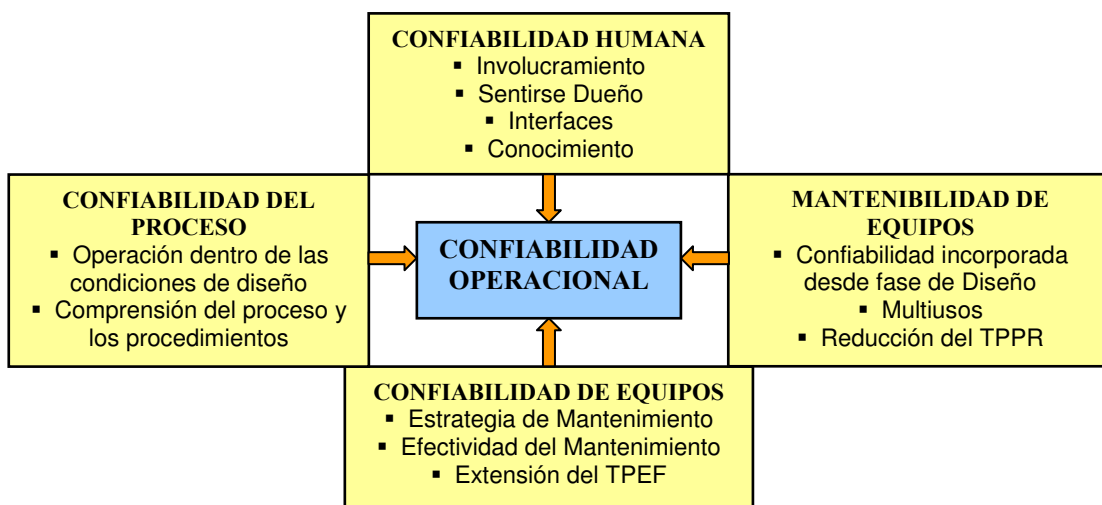 CONFIABILIDAD HUMANA
▪ Involucramiento
▪ Sentirse Dueño
▪ Interfaces
▪ Conocimiento
CONFIABILIDAD DEL
PROCESO
▪ Operación dentro de las
condiciones de diseño
▪ Comprensión del proceso y
los procedimientos
CONFIABILIDAD
OPERACIONAL
MANTENIBILIDAD DE
EQUIPOS
▪ Confiabilidad incorporada
desde fase de Diseño
▪ Multiusos
▪ Reducción del TPPR
CONFIABILIDAD DE EQUIPOS
▪ Estrategia de Mantenimiento
▪ Efectividad del Mantenimiento
▪ Extensión del TPEF